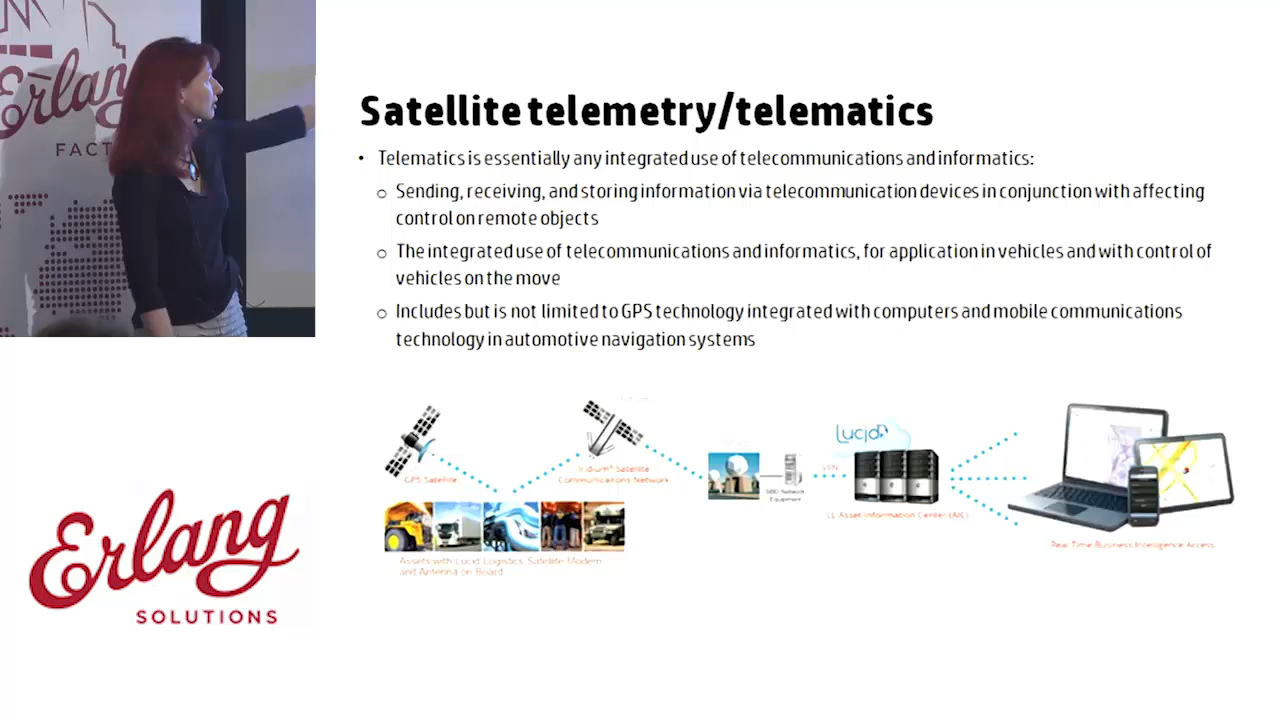 Erlang
FACT
Satellite telemetry/telematics
• Telematics is essentially any integrated use of telecommunications and informatics:
o Sending, receiving, and storing information via telecommunication devices in conjunction with affecting
control on remote objects
o The integrated use of telecommunications and informatics, for application in vehicles and with control of
vehicles on the move
o Includes but is not limited to GPS technology integrated with computers and mobile communications
technology in automotive navigation systems
GPS Satellite
Iridium® Satellite
Communications Network
SBD Network
Equipment
VPN
Lucid
LL Asset Information Center (AIC)
Real Time Business Intelligence Access
Assets with Lucid Logistics, Satellite Modem
and Antenna on Board
Erlang
SOLUTIONS